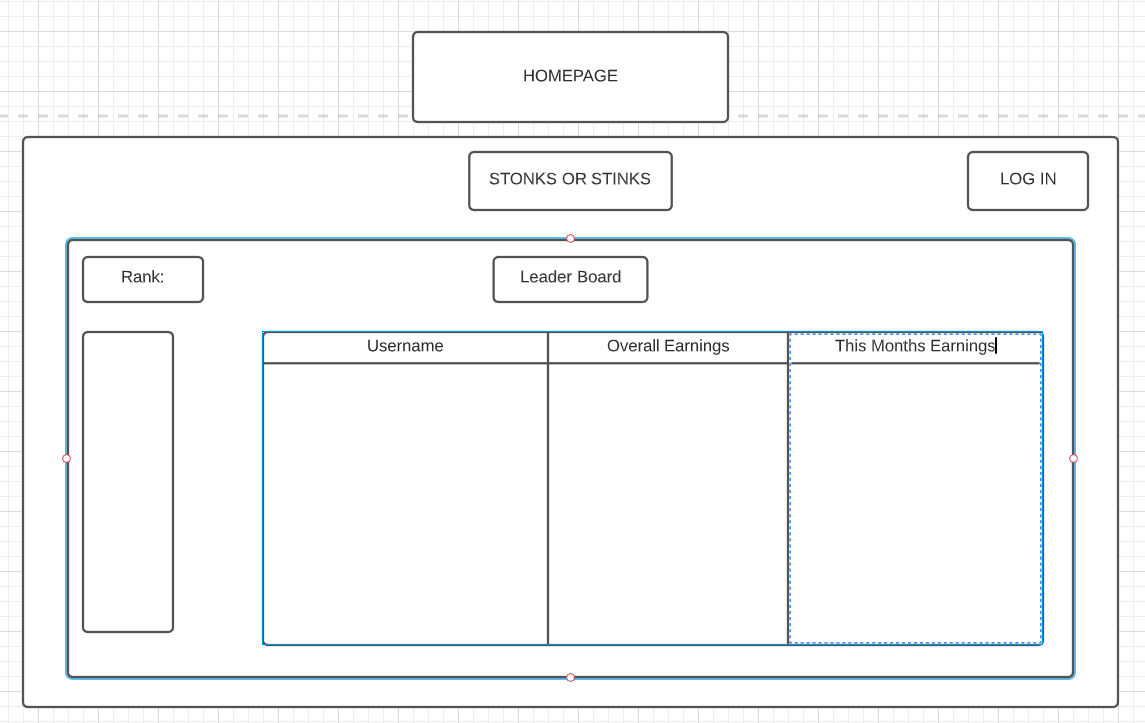 HOMEPAGE
STONKS OR STINKS
LOG IN
Rank:
Leader Board
Username
Overall Earnings
This Months Earnings